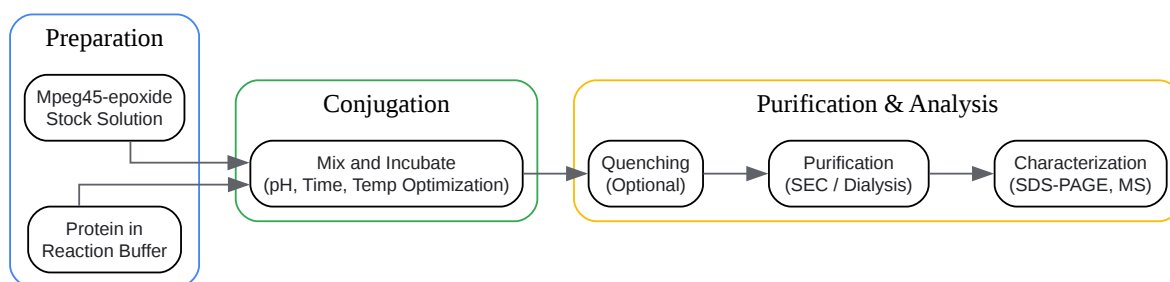 Preparation
Mpeg45-epoxide
Stock Solution
Protein in
Reaction Buffer
Conjugation
Mix and Incubate
(pH, Time, Temp Optimization)
Purification & Analysis
Quenching
(Optional)
Purification
(SEC / Dialysis)
Characterization
(SDS-PAGE, MS)